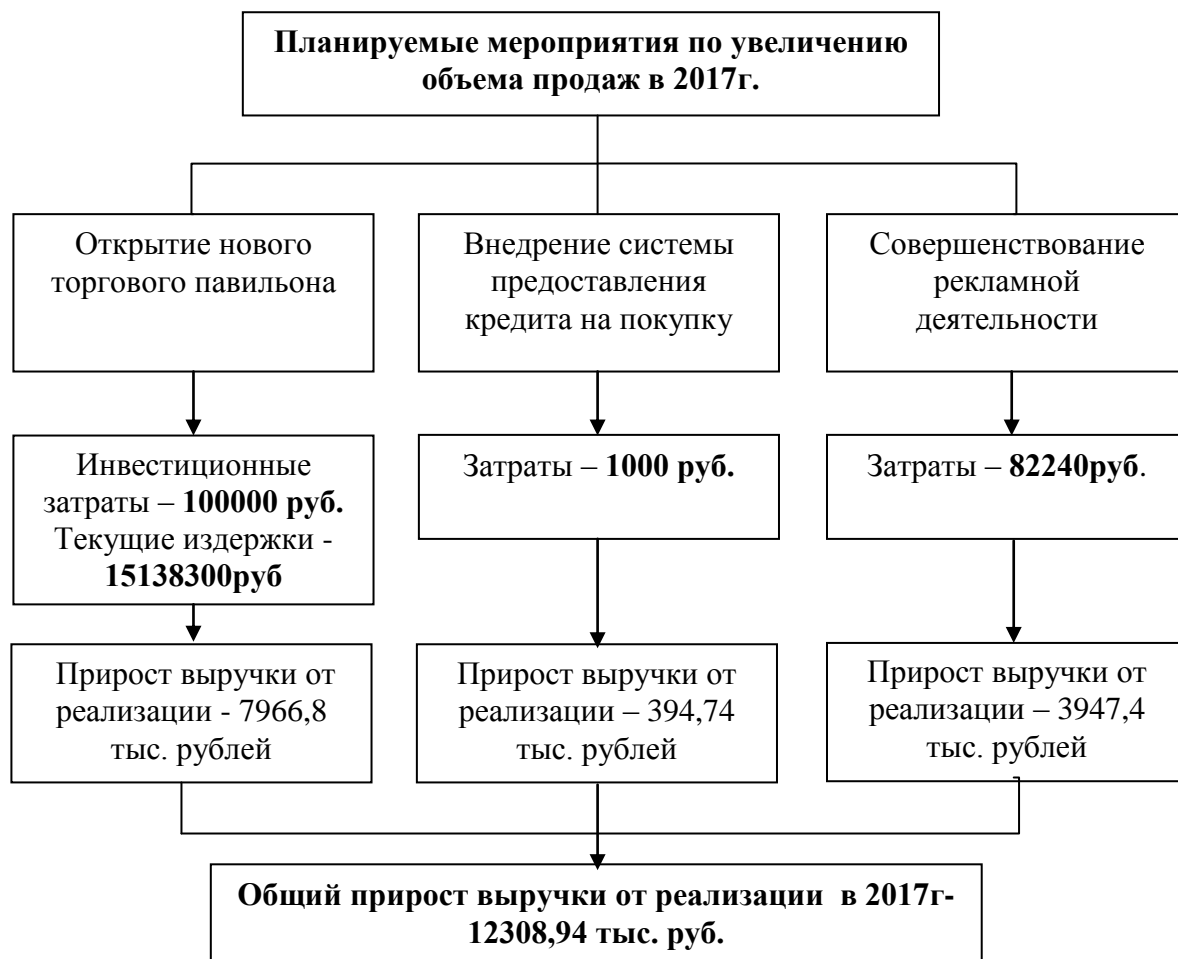 Планируемые мероприятия по увеличению
объема продаж в 2017г.
Открытие нового
торгового павильона
Внедрение системы
предоставления
кредита на покупку
Совершенствование
рекламной
деятельности
Инвестиционные
затраты – 100000 руб.
Текущие издержки -
15138300руб
Затраты – 1000 руб.
Затраты – 82240руб.
Прирост выручки от
реализации - 7966,8
тыс. рублей
Прирост выручки от
реализации – 394,74
тыс. рублей
Прирост выручки от
реализации – 3947,4
тыс. рублей
Общий прирост выручки от реализации в 2017г-
12308,94 тыс. руб.